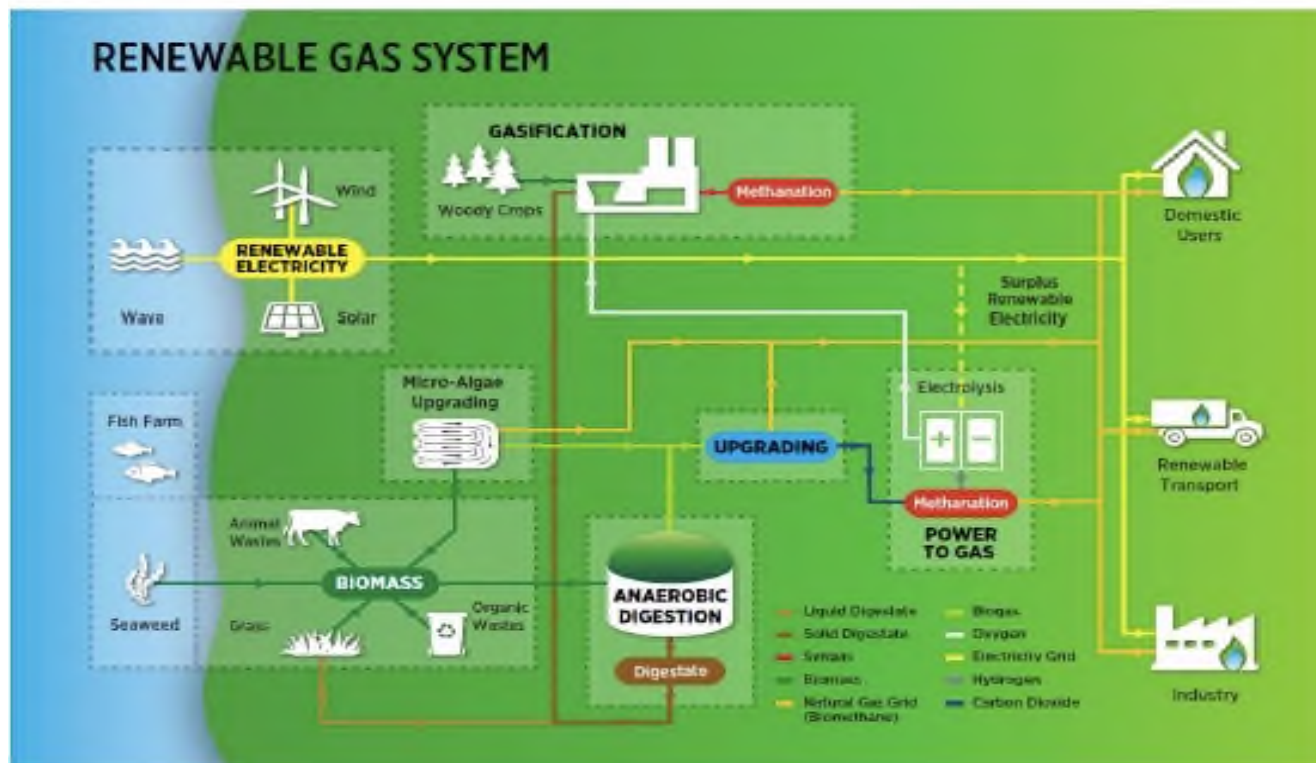 RENEWABLE GAS SYSTEM
GASIFICATION
Woody Crops
Methanation
Domestic
Users
Wind
RENEWABLE
ELECTRICITY
Wave
Solar
Surplus
Renewable
Electricity
Micro-Algae
Upgrading
Electrolysis
+ −
Fish Farm
UPGRADING
Methanation
POWER
TO GAS
Renewable
Transport
Animal
Wastes
BIOMASS
Seaweed
Grass
Organic
Wastes
ANAEROBIC
DIGESTION
Digestate
Liquid Digestate
Solid Digestate
Syngas
Biomass
Natural Gas Grid
(Biomethane)
Biogas
Oxygen
Electricity Grid
Hydrogen
Carbon Dioxide
Industry